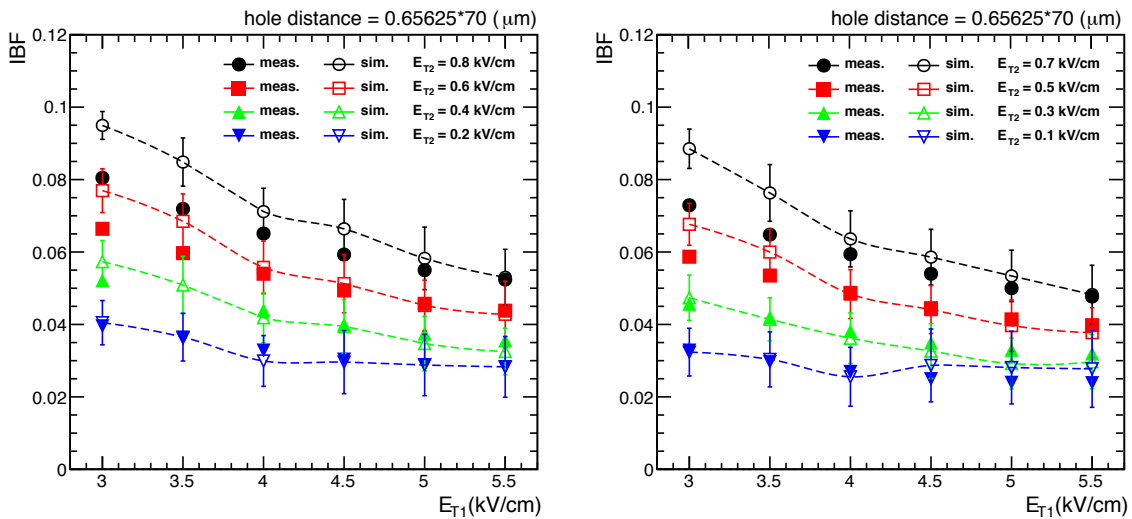 hole distance = 0.65625*70 (μm)
IBF
0.12
0.1
0.08
0.06
0.04
0.02
0
meas. sim. E_T2 = 0.8 kV/cm
meas. sim. E_T2 = 0.6 kV/cm
meas. sim. E_T2 = 0.4 kV/cm
meas. sim. E_T2 = 0.2 kV/cm
3 3.5 4 4.5 5 5.5
E_T1(kV/cm)
hole distance = 0.65625*70 (μm)
IBF
0.12
0.1
0.08
0.06
0.04
0.02
0
meas. sim. E_T2 = 0.7 kV/cm
meas. sim. E_T2 = 0.5 kV/cm
meas. sim. E_T2 = 0.3 kV/cm
meas. sim. E_T2 = 0.1 kV/cm
3 3.5 4 4.5 5 5.5
E_T1(kV/cm)